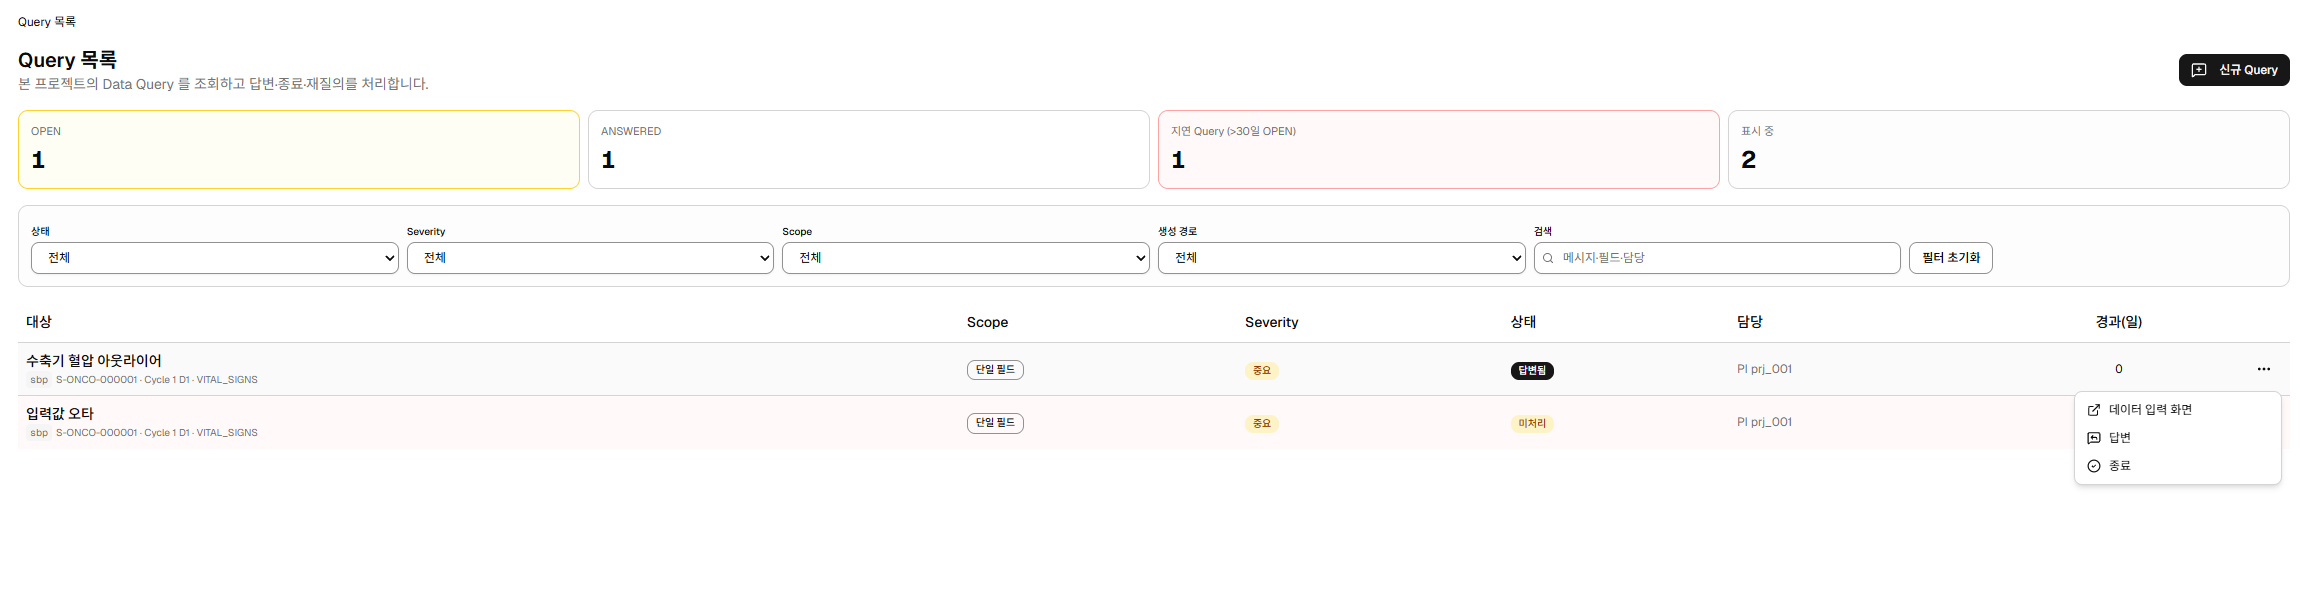 Query 목록
Query 목록
본 프로젝트의 Data Query 를 조회하고 답변·종료·재질의를 처리합니다.
신규 Query
OPEN
1
ANSWERED
1
지연 Query (>30일 OPEN)
1
표시 중
2
상태
전체
Severity
전체
Scope
전체
생성 경로
전체
검색
메시지·필드·담당
필터 초기화
대상 Scope Severity 상태 담당 경과(일)
수축기 혈압 아웃라이어
sbp S-ONCO-000001 · Cycle 1 D1 · VITAL_SIGNS
단일 필드 중요 답변됨 PI prj_001 0
입력값 오타
sbp S-ONCO-000001 · Cycle 1 D1 · VITAL_SIGNS
단일 필드 중요 미처리 PI prj_001
데이터 입력 화면
답변
종료